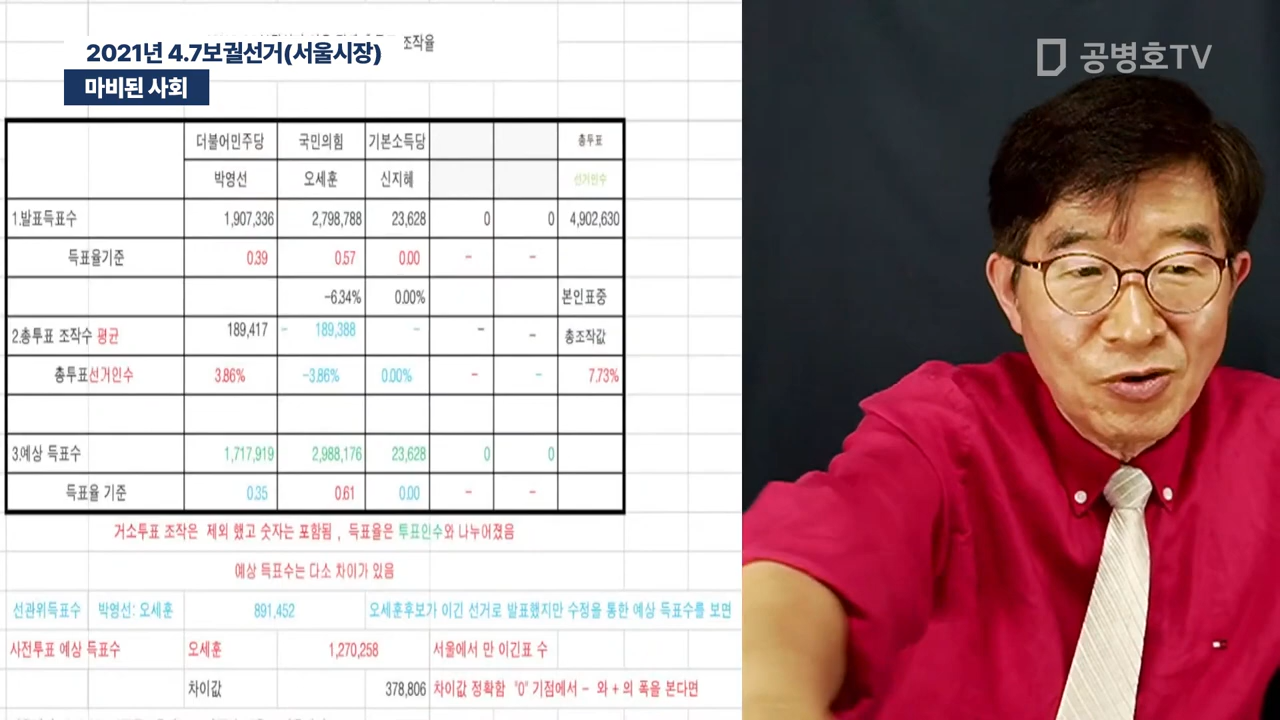 조작율
2021년 4.7보궐선거(서울시장)
마비된 사회
공병호TV
더불어민주당 국민의힘 기본소득당 총투표
박영선 오세훈 신지혜 선거인수
1.발표득표수 1,907,336 2,798,788 23,628 0 0 4,902,630
득표율기준 0.39 0.57 0.00 - -
-6.34% 0.00% 본인표중
2.총투표 조작수 평균 189,417 - 189,388 - - - 총조작값
총투표선거인수 3.86% -3.86% 0.00% - - 7.73%
3.예상 득표수 1,717,919 2,988,176 23,628 0 0
득표율 기준 0.35 0.61 0.00 - -
거소투표 조작은 제외 했고 숫자는 포함됨 , 득표율은 투표인수와 나누어졌음
예상 득표수는 다소 차이가 있음
선관위득표수 박영선: 오세훈 891,452 오세훈후보가 이긴 선거로 발표했지만 수정을 통한 예상 득표수를 보면
사전투표 예상 득표수 오세훈 1,270,258 서울에서 만 이긴표 수
차이값 378,806 차이값 정확함 "0" 기점에서 - 와 + 의 폭을 본다면